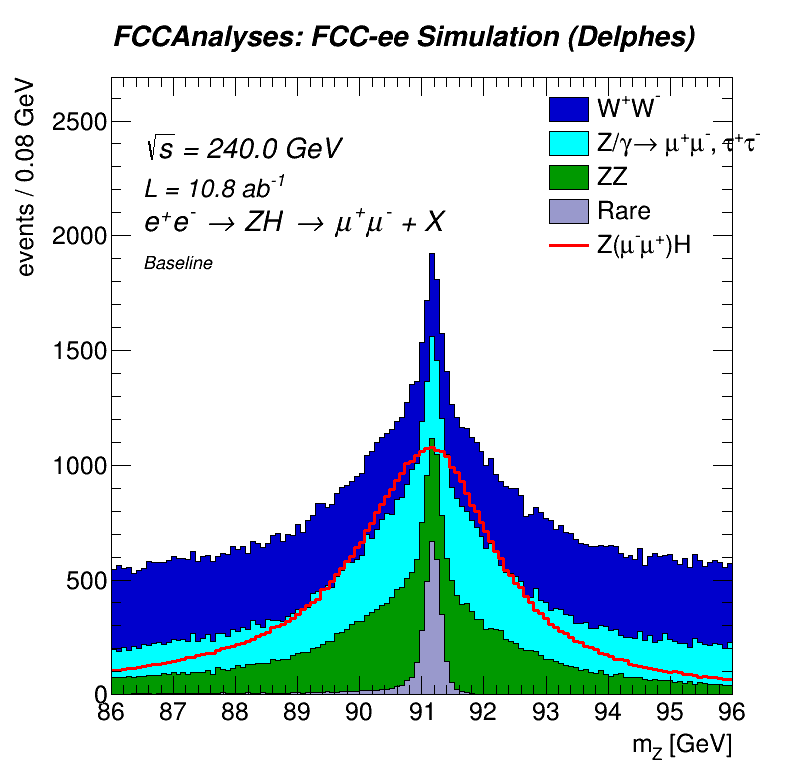 FCCAnalyses: FCC-ee Simulation (Delphes)
events / 0.08 GeV
2500
2000
1500
1000
500
0
√s = 240.0 GeV
L = 10.8 ab⁻¹
e⁺e⁻ → ZH → μ⁺μ⁻ + X
Baseline
W⁺W⁻
Z/γ→ μ⁺μ⁻, τ⁺τ⁻
ZZ
Rare
Z(μ⁻μ⁺)H
86 87 88 89 90 91 92 93 94 95 96
m_Z [GeV]